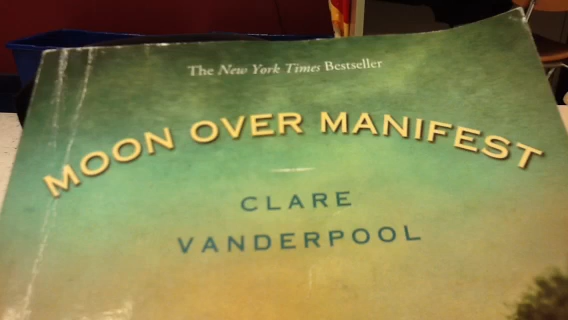 The New York Times Bestseller
MOON OVER MANIFEST
CLARE
VANDERPOOL